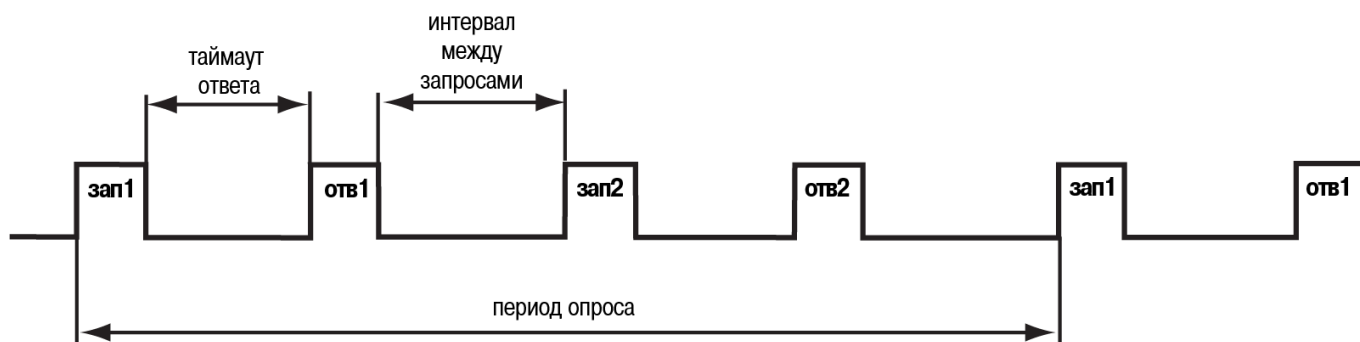 таймаут
ответа
интервал
между
запросами
зап1
отв1
зап2
отв2
зап1
отв1
период опроса